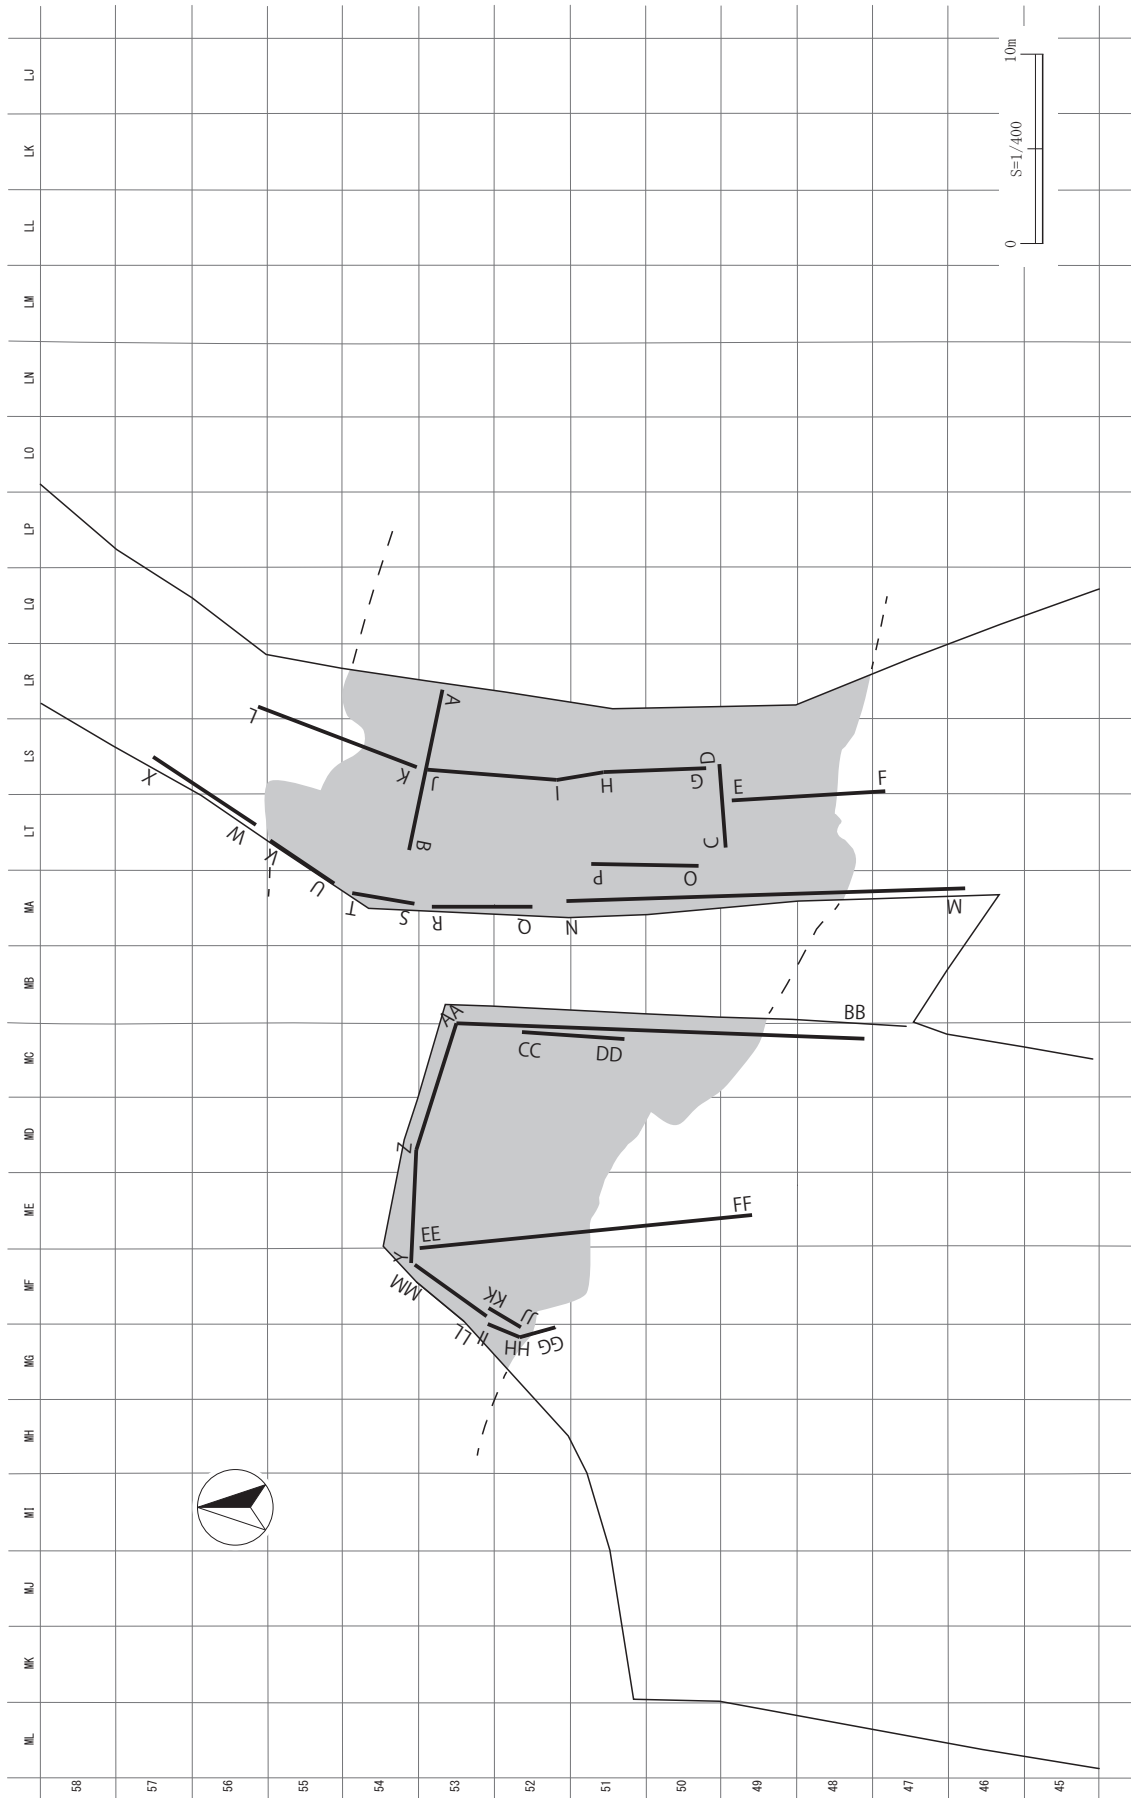 10m
S=1/400
0
LJ
LK
LL
LM
LN
LO
LP
LQ
LR
LS
LT
MA
MB
MC
MD
ME
MF
MG
MH
MI
MJ
MK
ML
A
L
K
J
I
H
G
D
E
F
X
W
B
C
V
U
P
O
T
S
R
Q
N
M
AA
BB
CC
DD
Z
EE
FF
Y
MM
KK
JJ
LL
II
HH
GG
58
57
56
55
54
53
52
51
50
49
48
47
46
45